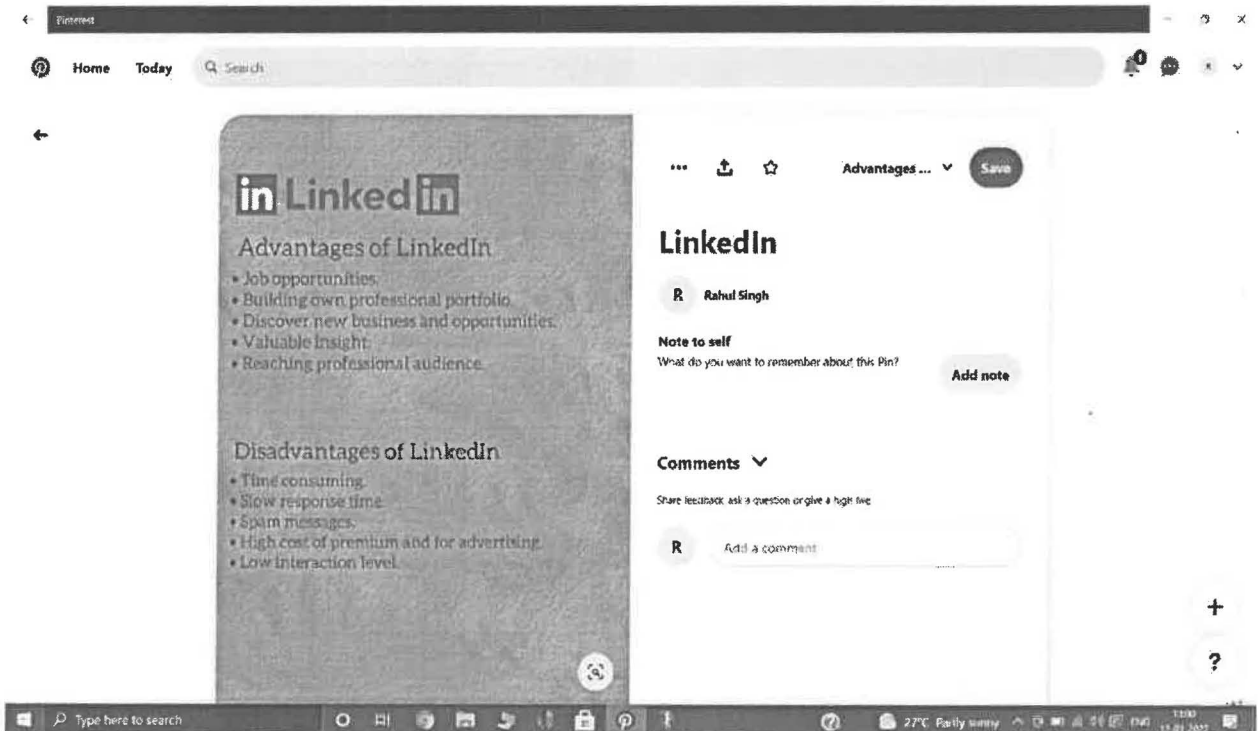 Pinterest
Home Today Search
in Linked in
Advantages of LinkedIn
• Job opportunities.
• Building own professional portfolio.
• Discover new business and opportunities.
• Valuable Insight.
• Reaching professional audience.
Disadvantages of LinkedIn
• Time consuming.
• Slow response time.
• Spam messages.
• High cost of premium and for advertising.
• Low interaction level.
Advantages ... Save
LinkedIn
R Rahul Singh
Note to self
What do you want to remember about this Pin?
Add note
Comments
Share feedback, ask a question or give a high five
R Add a comment
?
Type here to search
27°C Partly sunny ENG